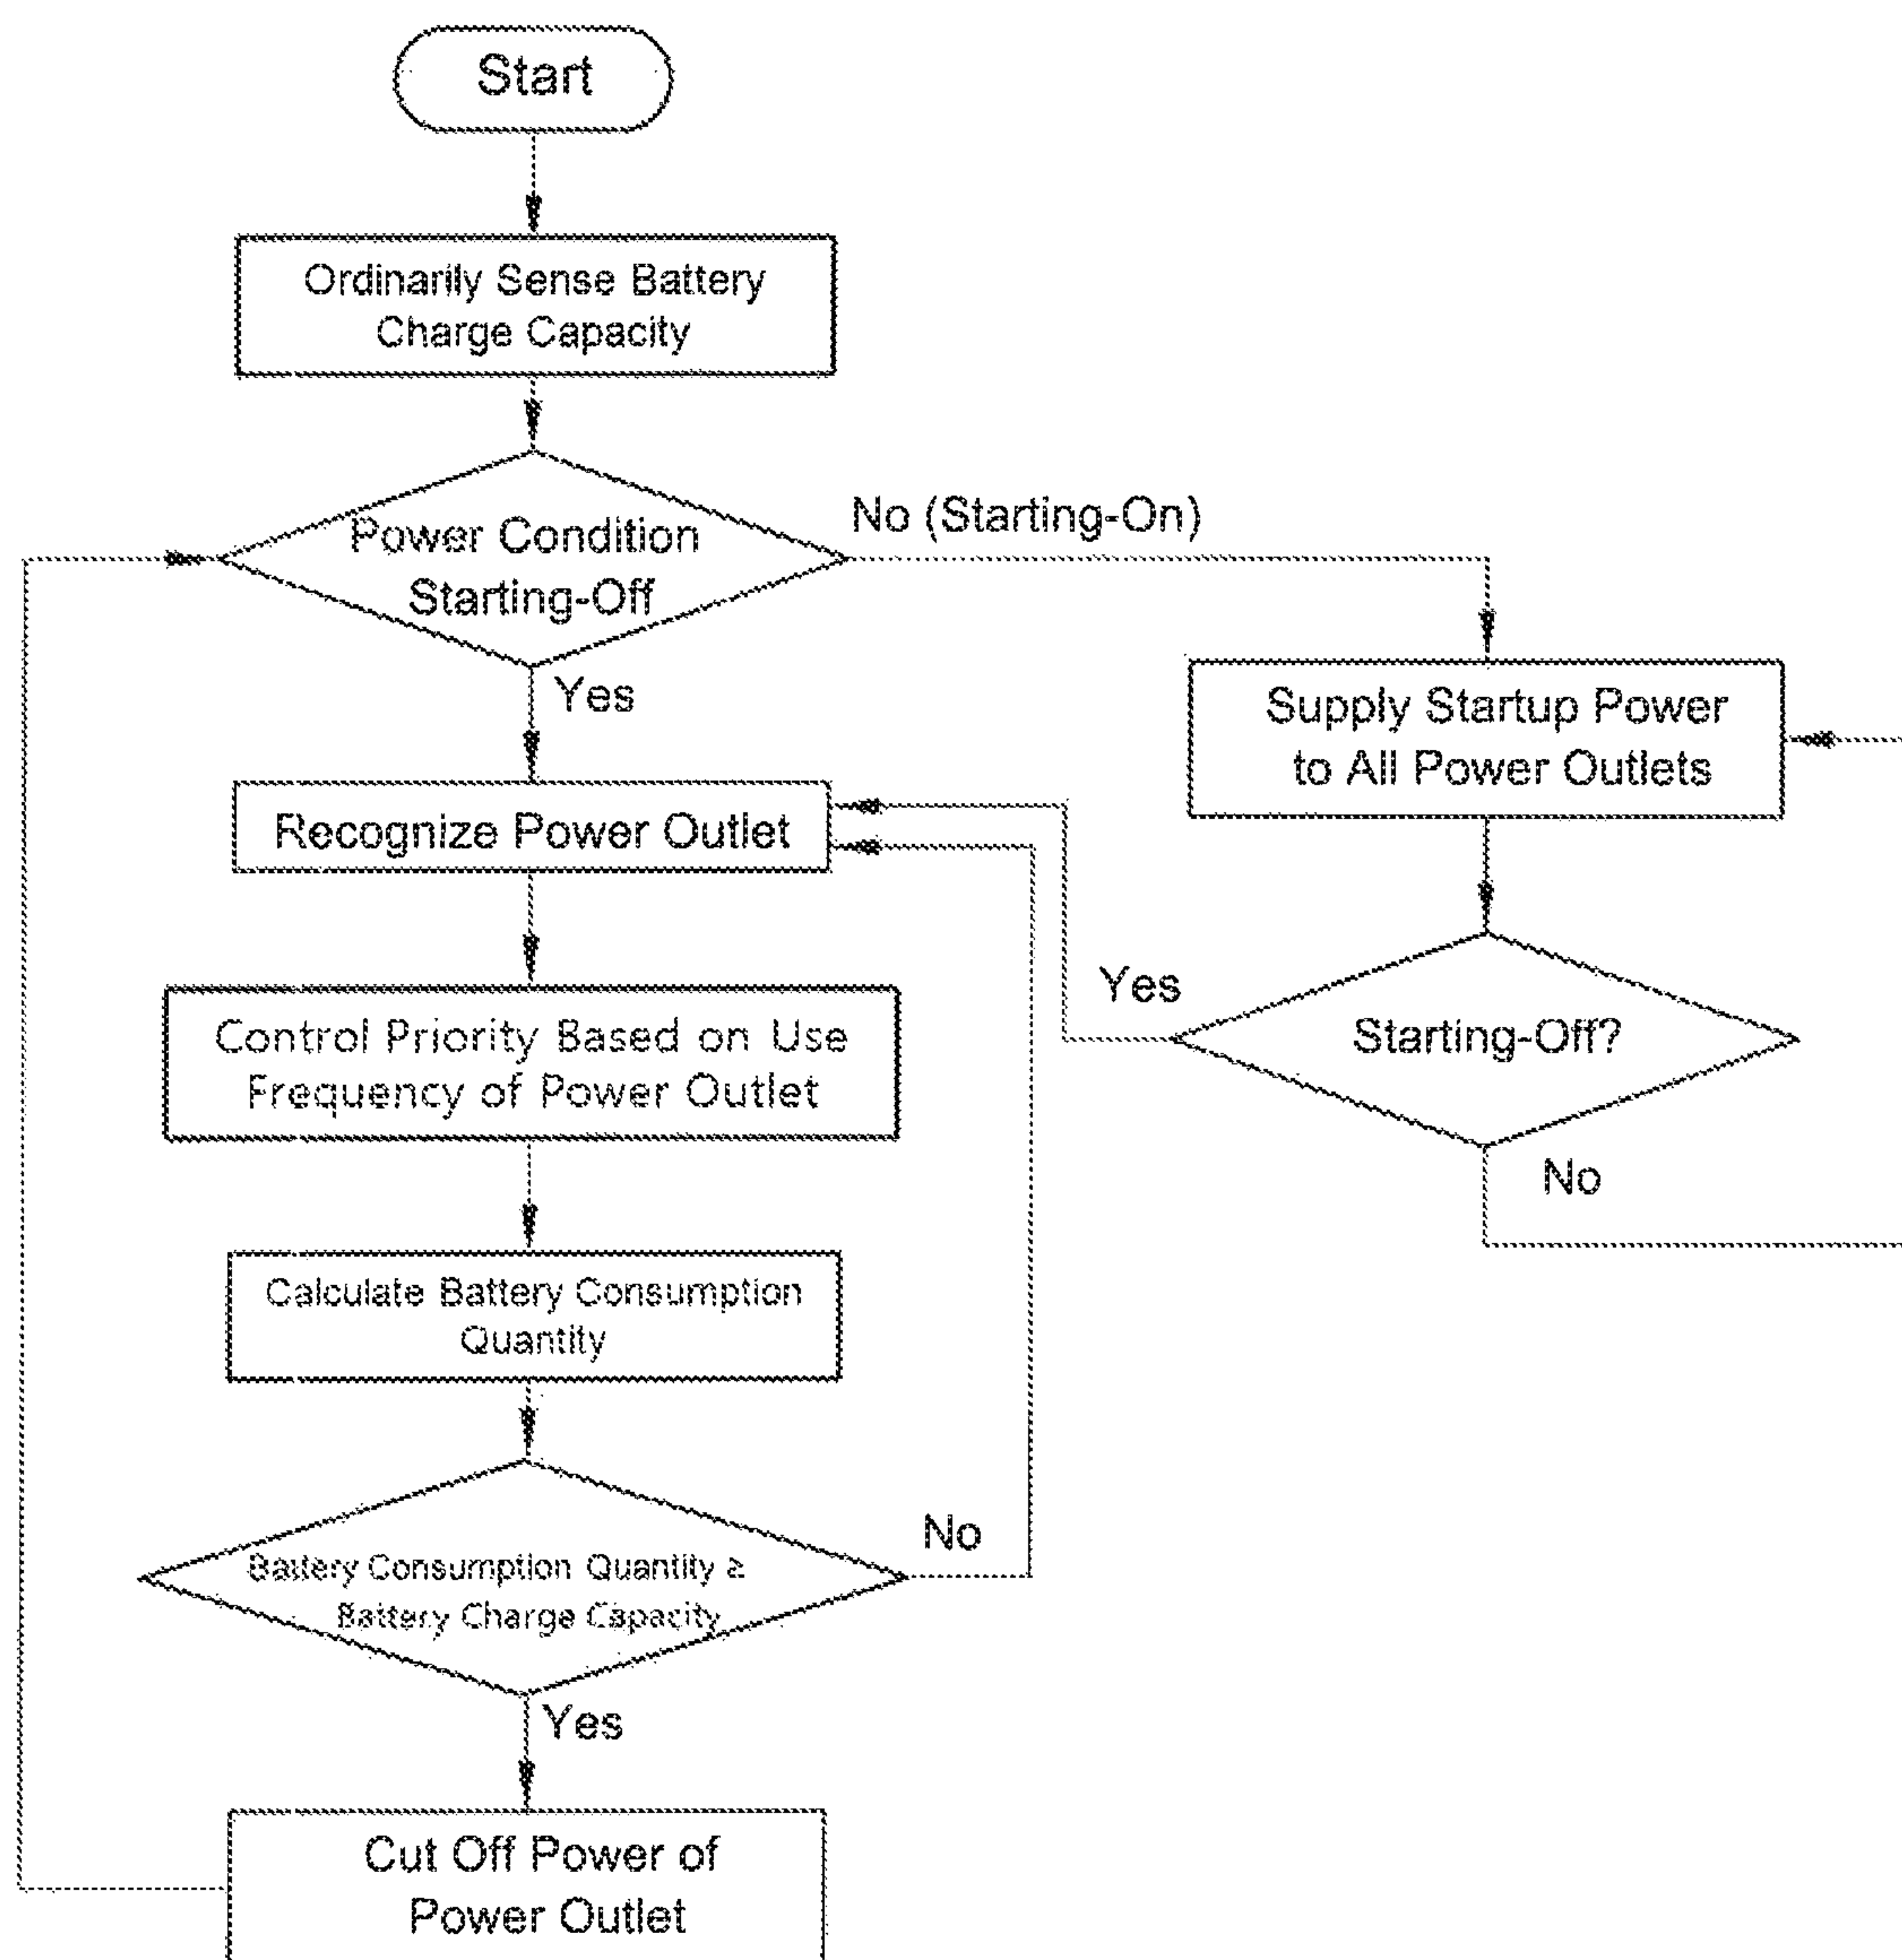 Start
Ordinarily Sense Battery
Charge Capacity
Power Condition
Starting-Off
No (Starting-On)
Yes
Supply Startup Power
to All Power Outlets
Recognize Power Outlet
Yes
Starting-Off?
No
Control Priority Based on Use
Frequency of Power Outlet
Calculate Battery Consumption
Quantity
No
Battery Consumption Quantity ≥
Battery Charge Capacity
Yes
Cut Off Power of
Power Outlet